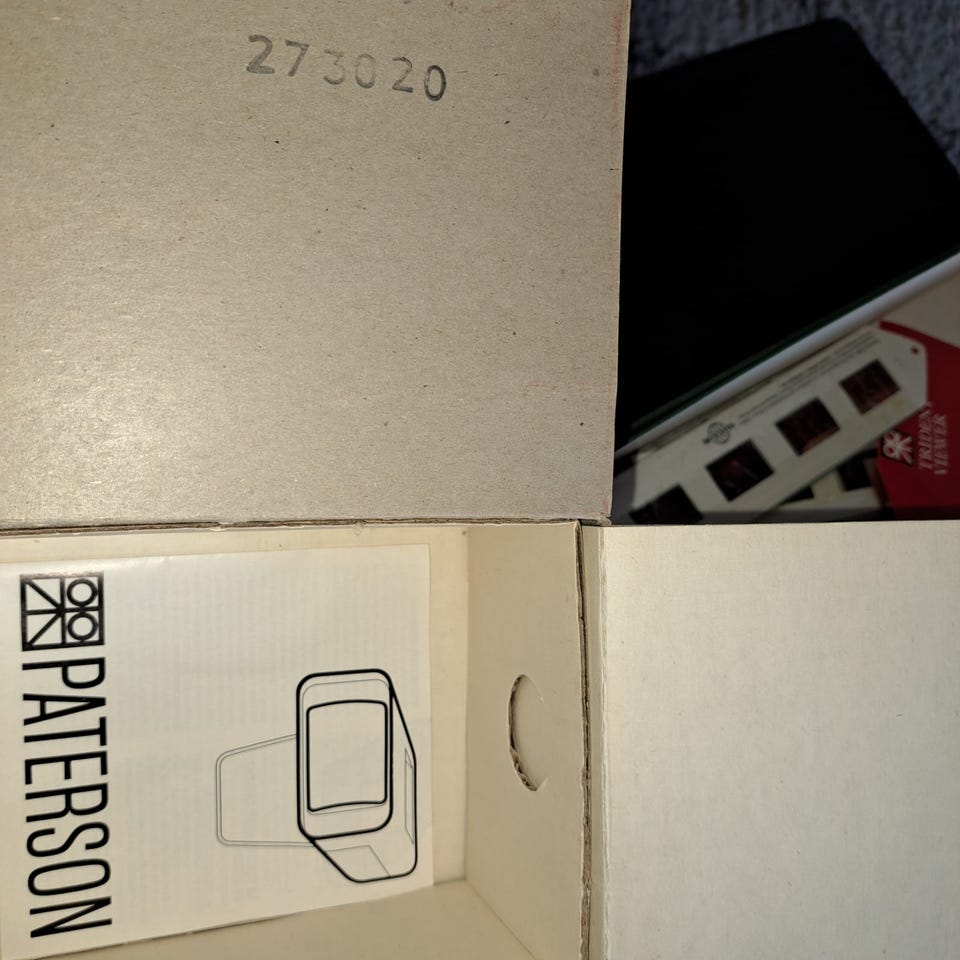 273020
TRIDENT
VIEWER
PATERSON